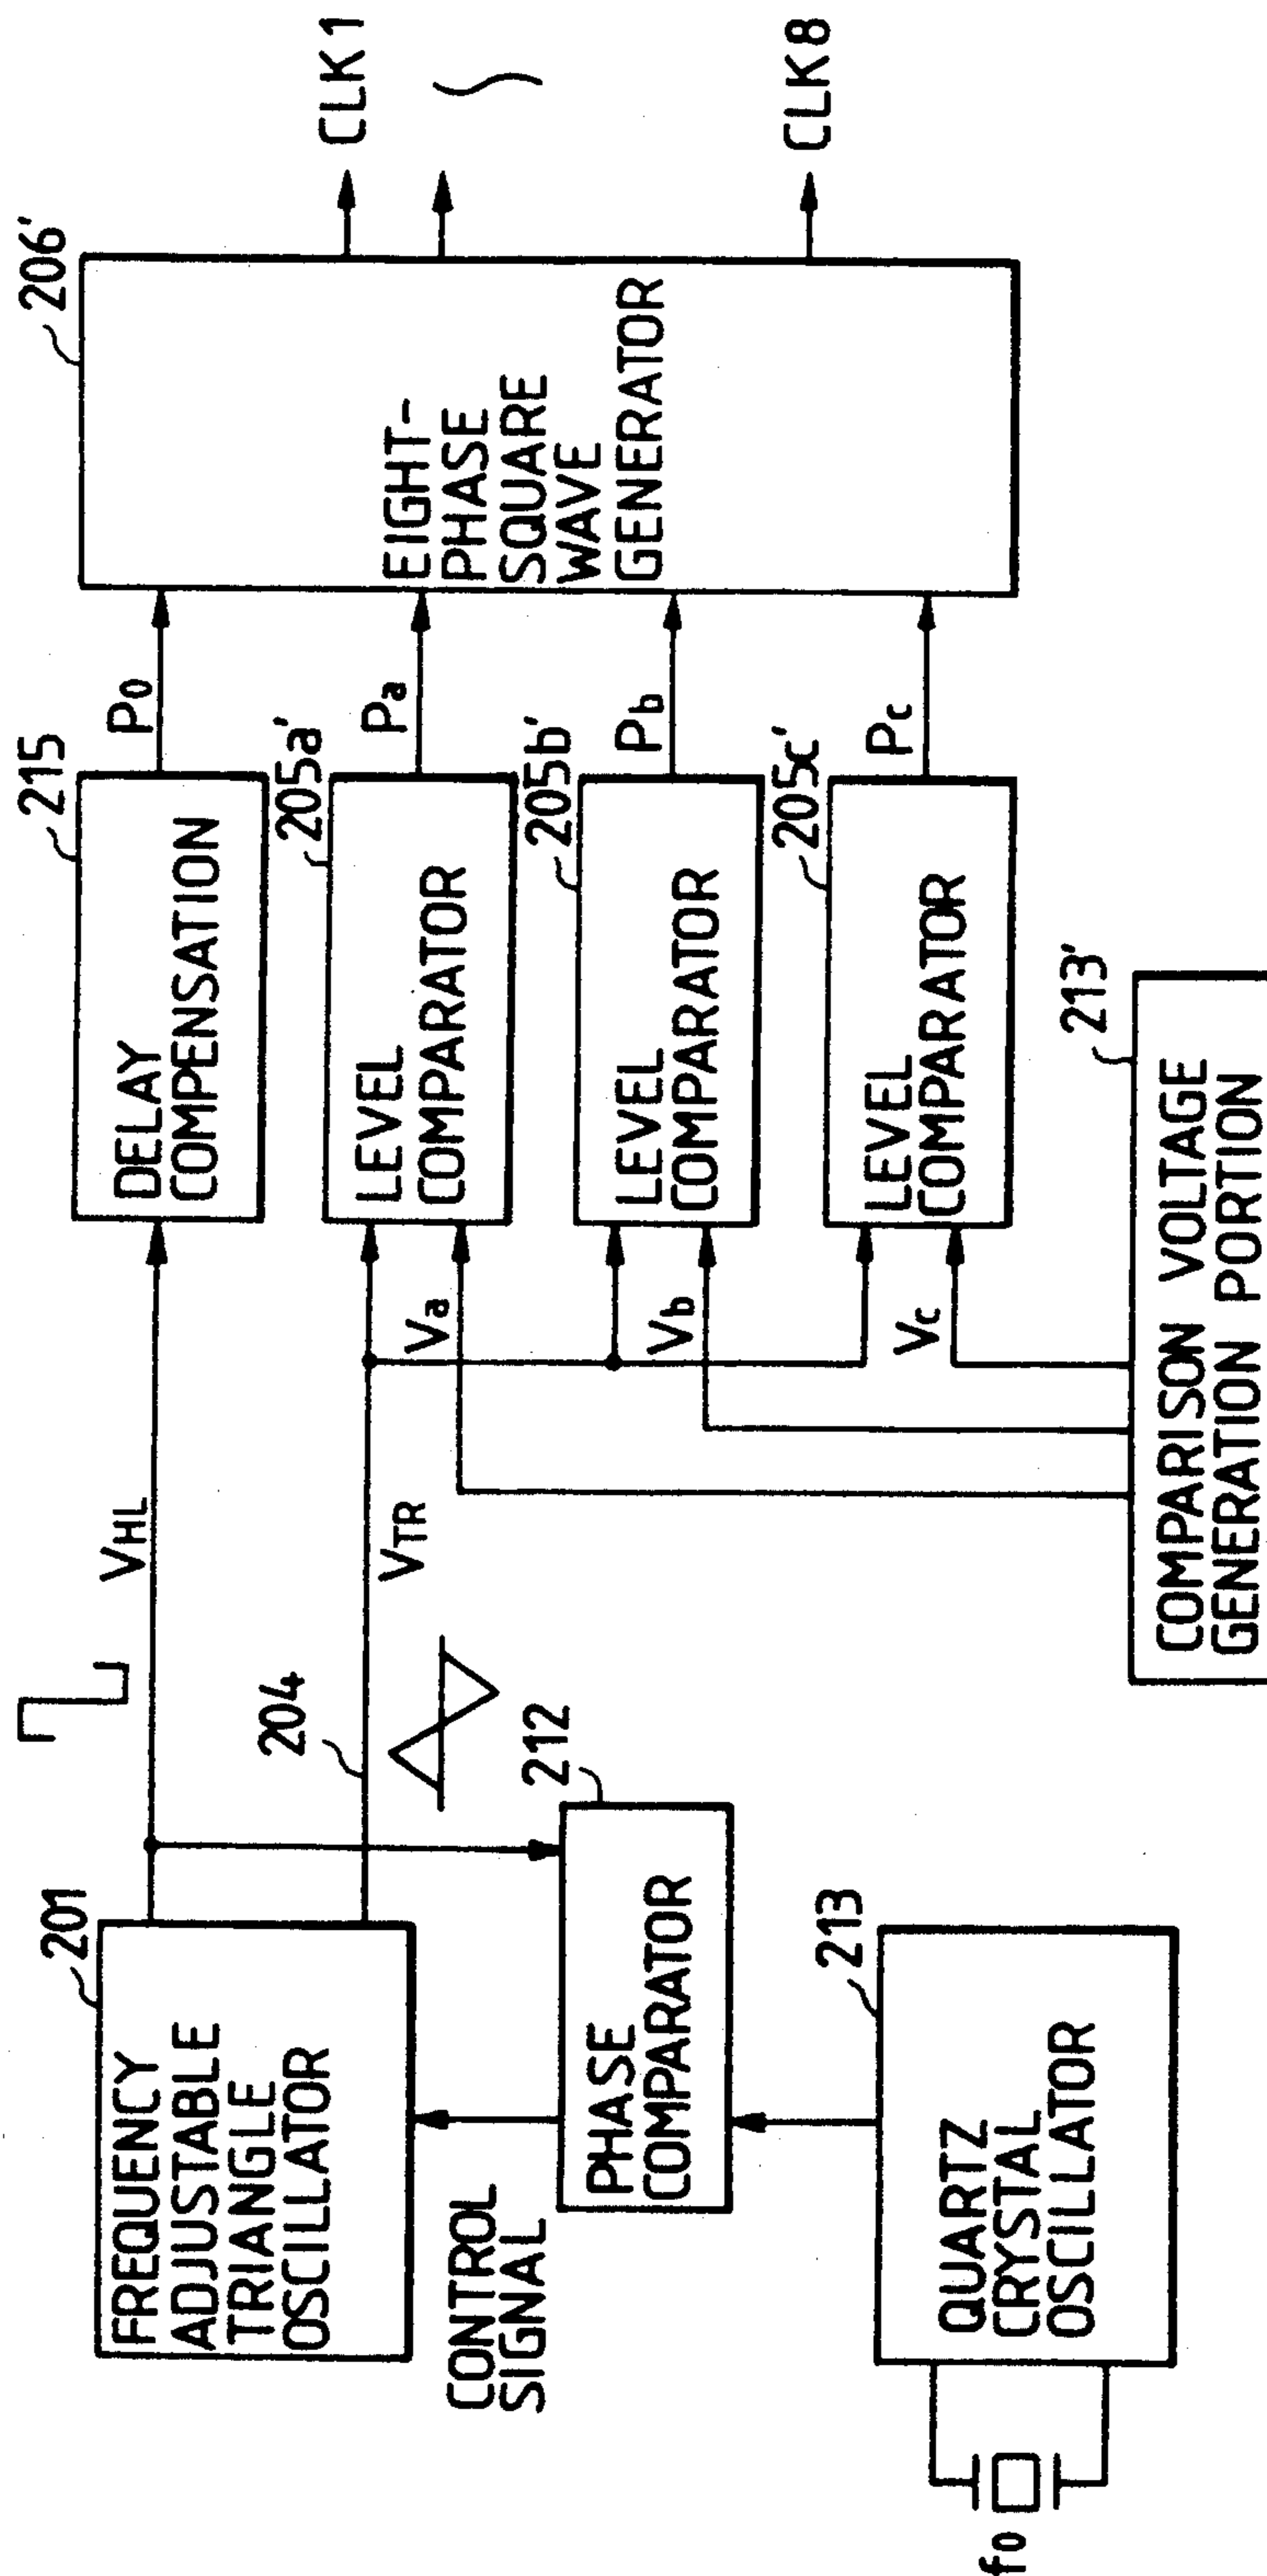 201
FREQUENCY
ADJUSTABLE
TRIANGLE
OSCILLATOR
VHL
204
VTR
CONTROL
SIGNAL
212
PHASE
COMPARATOR
213
QUARTZ
CRYSTAL
OSCILLATOR
f0
215
DELAY
COMPENSATION
P0
205a'
LEVEL
COMPARATOR
Va
Pa
205b'
LEVEL
COMPARATOR
Vb
Pb
205c'
LEVEL
COMPARATOR
Vc
Pc
213'
COMPARISON VOLTAGE
GENERATION PORTION
206'
EIGHT-
PHASE
SQUARE
WAVE
GENERATOR
CLK1
CLK8